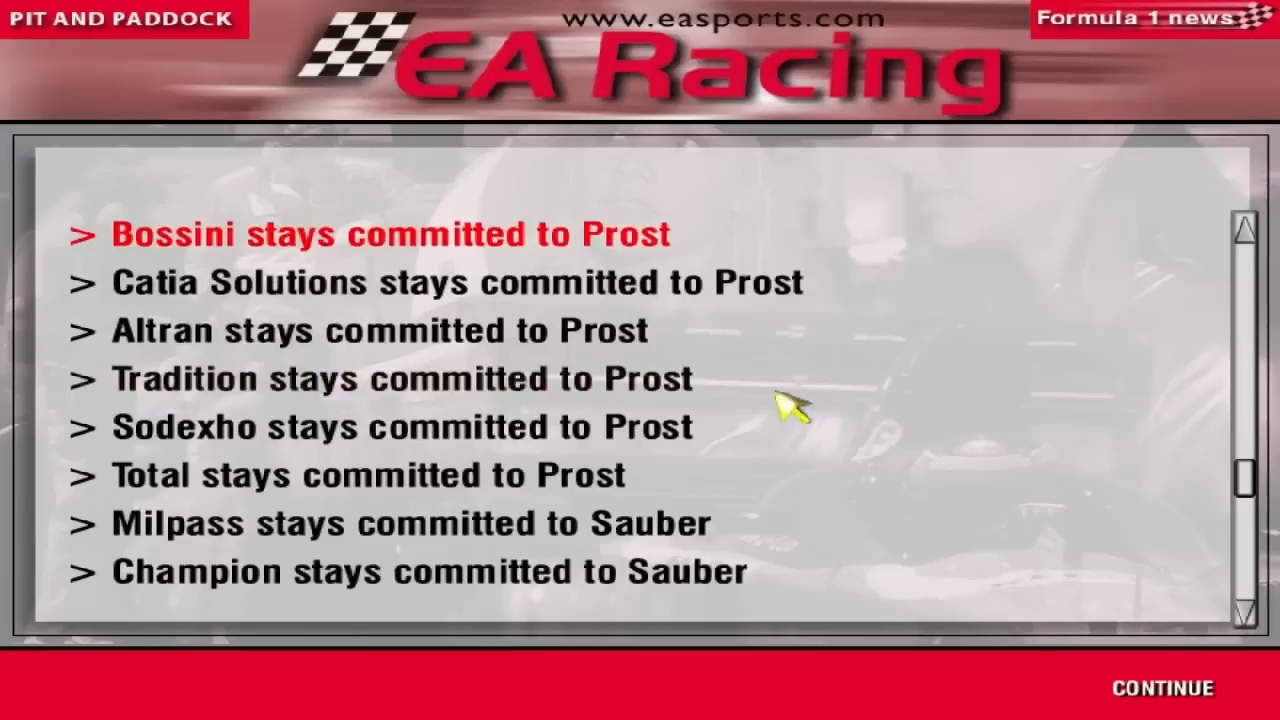 PIT AND PADDOCK
www.easports.com
Formula 1 news
EA Racing
> Bossini stays committed to Prost
> Catia Solutions stays committed to Prost
> Altran stays committed to Prost
> Tradition stays committed to Prost
> Sodexho stays committed to Prost
> Total stays committed to Prost
> Milpass stays committed to Sauber
> Champion stays committed to Sauber
CONTINUE